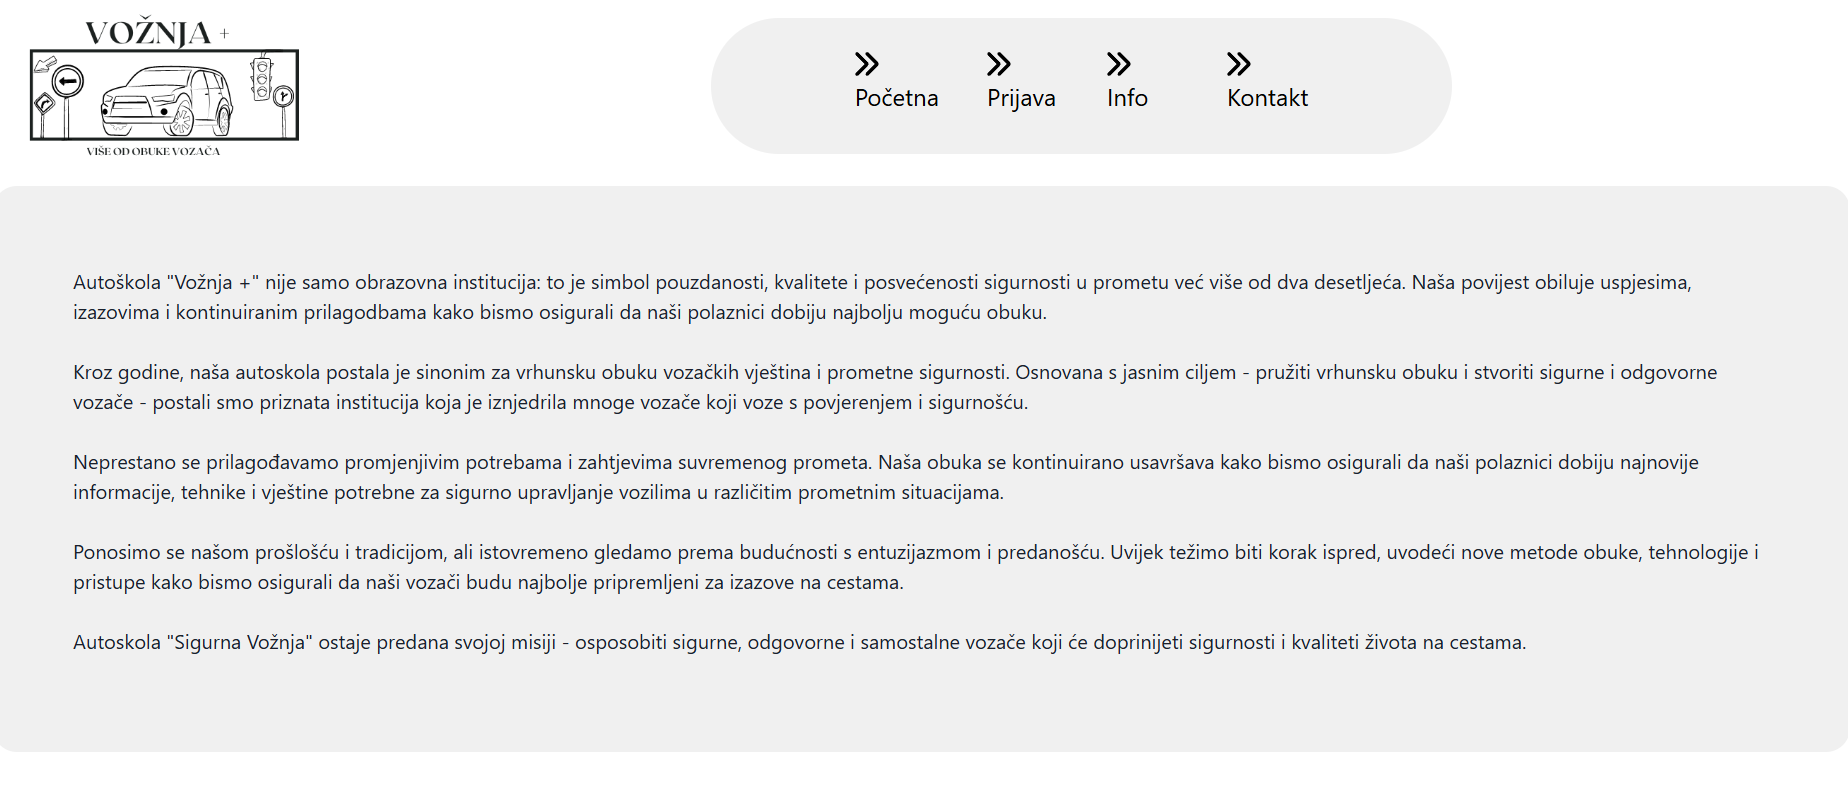 VOŽNJA +
VIŠE OD OBUKE VOZAČA
Početna
Prijava
Info
Kontakt
Autoškola "Vožnja +" nije samo obrazovna institucija: to je simbol pouzdanosti, kvalitete i posvećenosti sigurnosti u prometu već više od dva desetljeća. Naša povijest obiluje uspjesima,
izazovima i kontinuiranim prilagodbama kako bismo osigurali da naši polaznici dobiju najbolju moguću obuku.
Kroz godine, naša autoskola postala je sinonim za vrhunsku obuku vozačkih vještina i prometne sigurnosti. Osnovana s jasnim ciljem - pružiti vrhunsku obuku i stvoriti sigurne i odgovorne
vozače - postali smo priznata institucija koja je iznjedrila mnoge vozače koji voze s povjerenjem i sigurnošću.
Neprestano se prilagođavamo promjenjivim potrebama i zahtjevima suvremenog prometa. Naša obuka se kontinuirano usavršava kako bismo osigurali da naši polaznici dobiju najnovije
informacije, tehnike i vještine potrebne za sigurno upravljanje vozilima u različitim prometnim situacijama.
Ponosimo se našom prošlošću i tradicijom, ali istovremeno gledamo prema budućnosti s entuzijazmom i predanošću. Uvijek težimo biti korak ispred, uvodeći nove metode obuke, tehnologije i
pristupe kako bismo osigurali da naši vozači budu najbolje pripremljeni za izazove na cestama.
Autoskola "Sigurna Vožnja" ostaje predana svojoj misiji - osposobiti sigurne, odgovorne i samostalne vozače koji će doprinijeti sigurnosti i kvaliteti života na cestama.